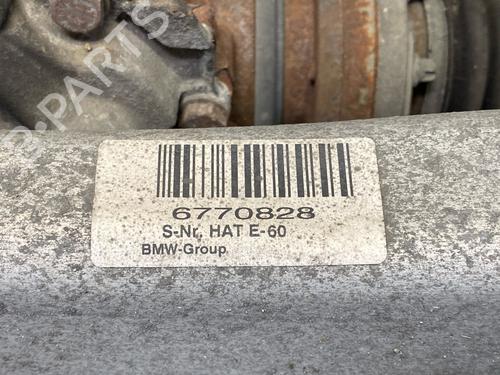 B-PARTS
6770828
S-Nr. HAT E-60
BMW-Group